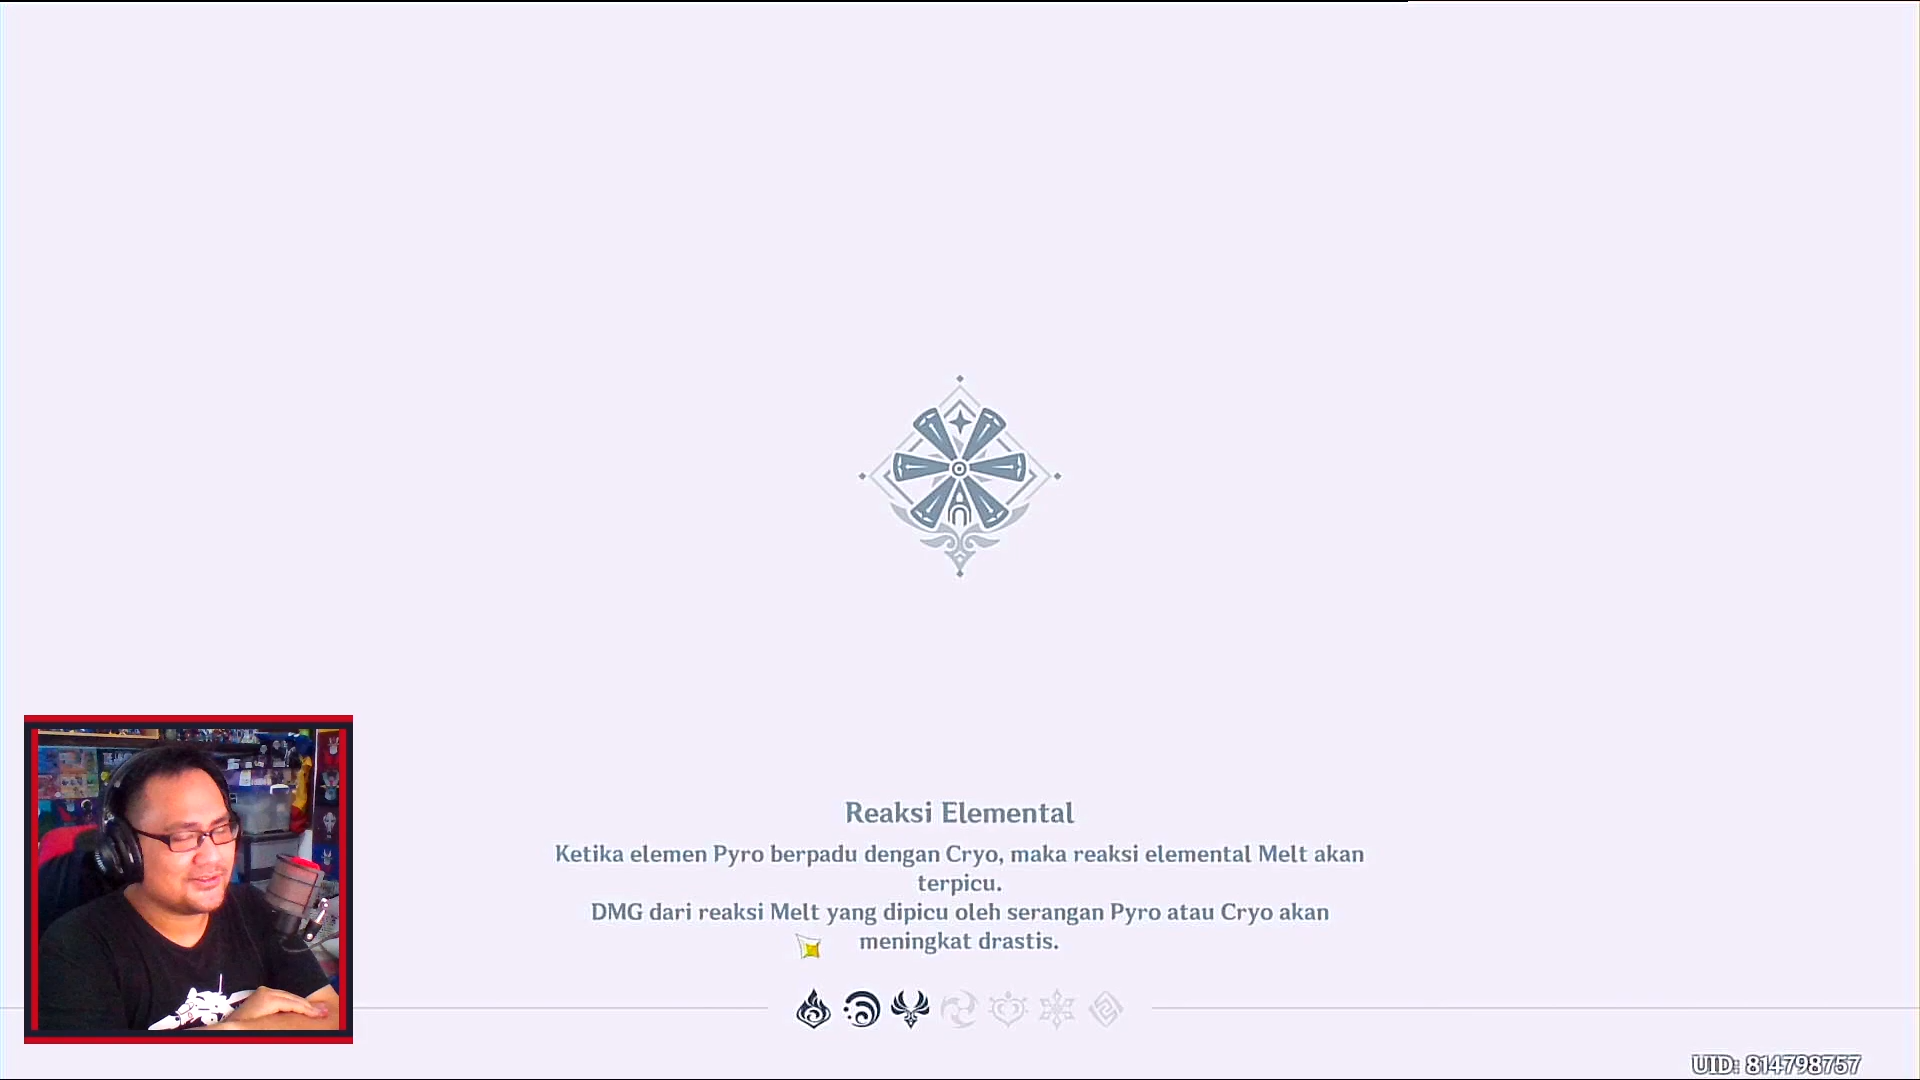 Reaksi Elemental
Ketika elemen Pyro berpadu dengan Cryo, maka reaksi elemental Melt akan
terpicu.
DMG dari reaksi Melt yang dipicu oleh serangan Pyro atau Cryo akan
meningkat drastis.
UID: 814798757